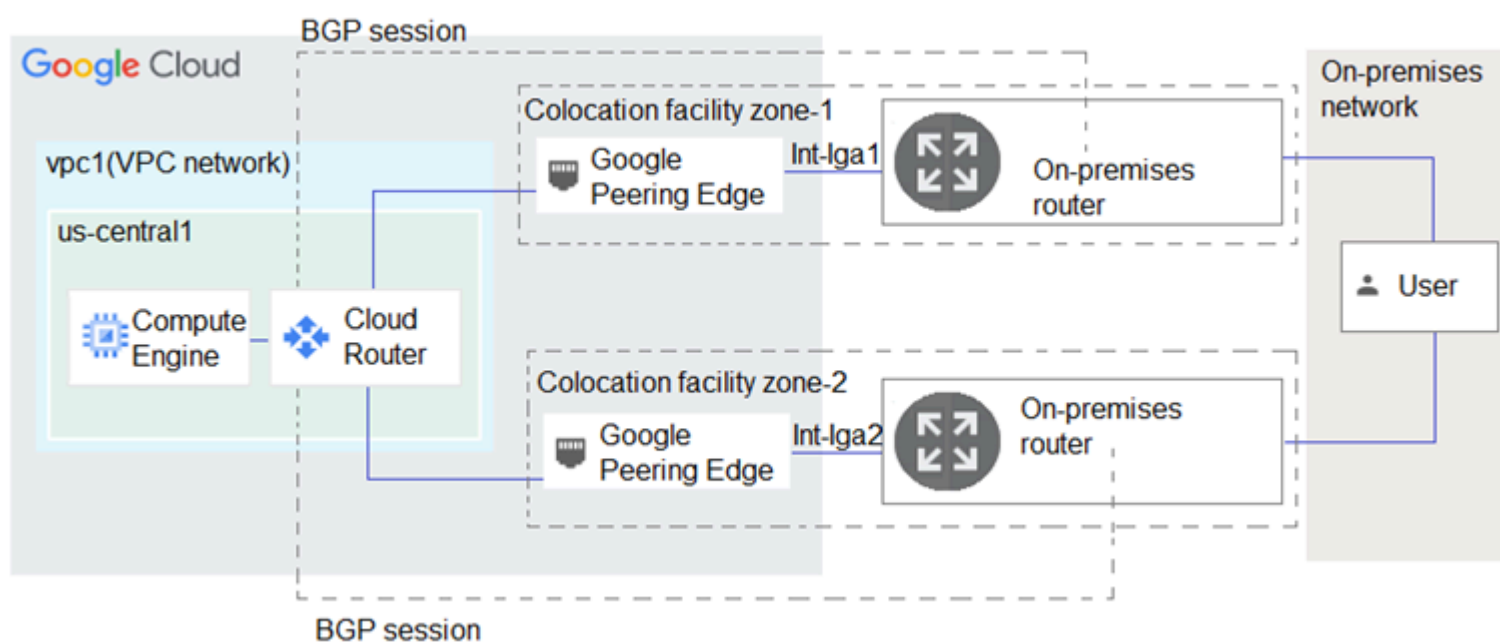 BGP session
Google Cloud
On-premises
network
Colocation facility zone-1
Google
Peering Edge
Int-Iga1
On-premises
router
vpc1(VPC network)
us-central1
Compute
Engine
Cloud
Router
User
Colocation facility zone-2
Google
Peering Edge
Int-Iga2
On-premises
router
BGP session